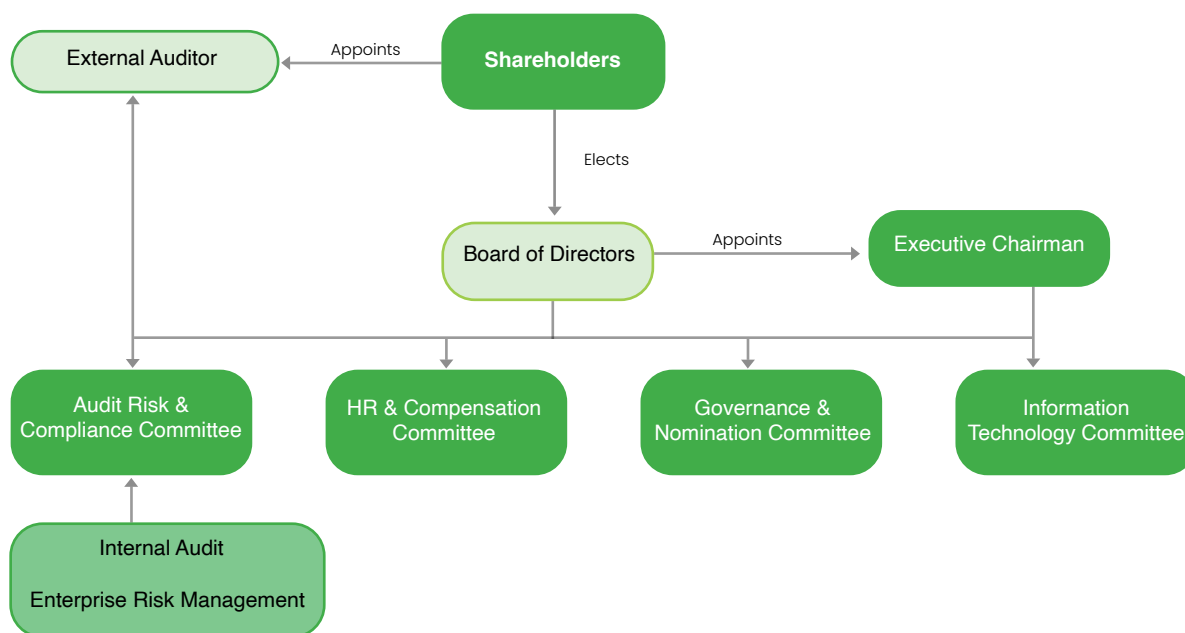 External Auditor
Appoints
Shareholders
Elects
Board of Directors
Appoints
Executive Chairman
Audit Risk &
Compliance Committee
HR & Compensation
Committee
Governance &
Nomination Committee
Information
Technology Committee
Internal Audit
Enterprise Risk Management